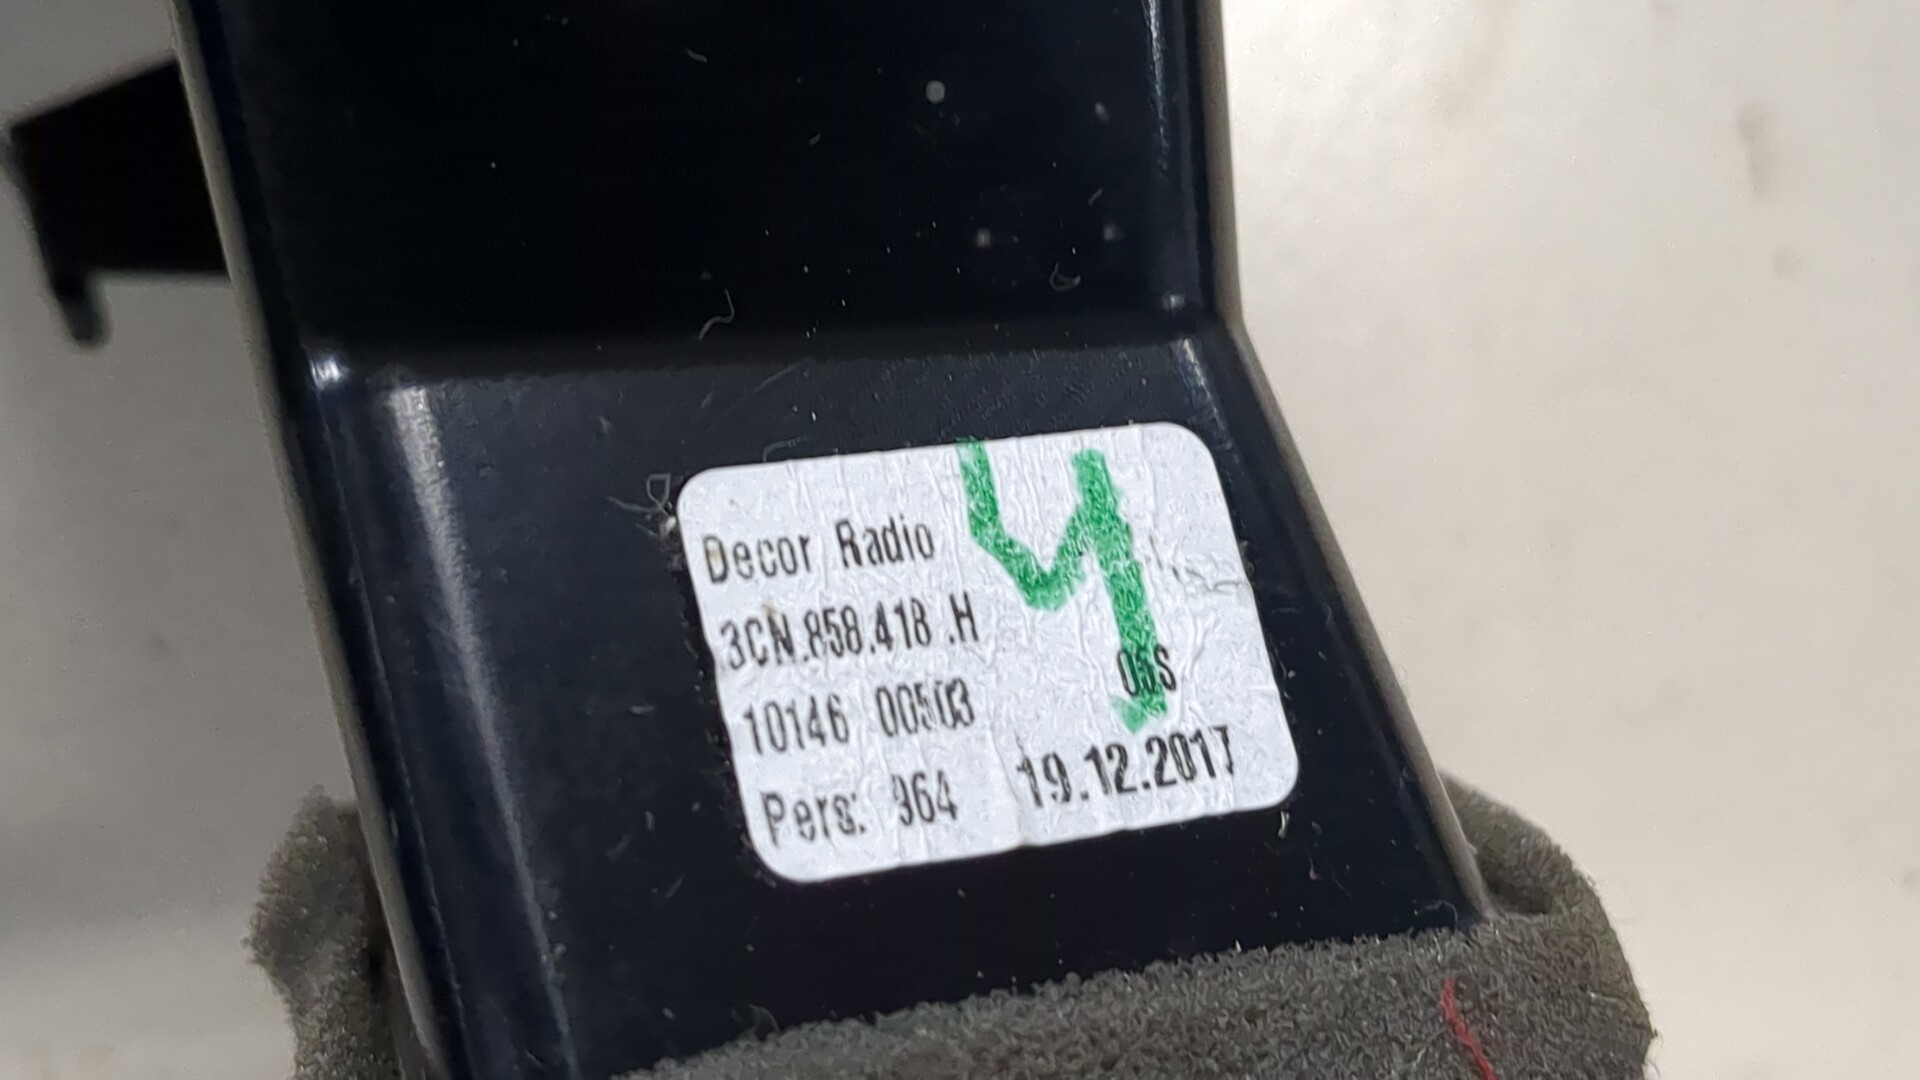 Decor Radio
3CN.858.418 .H
10146 00503
Pers: 964 19.12.2017